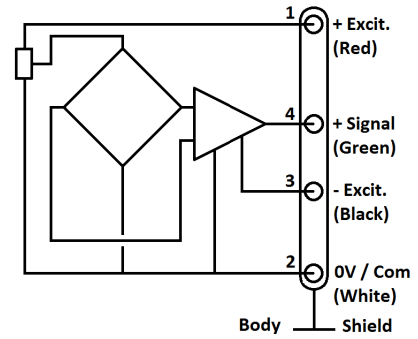 1
+ Excit.
(Red)
4
+ Signal
(Green)
3
- Excit.
(Black)
2
0V / Com
(White)
Body
Shield